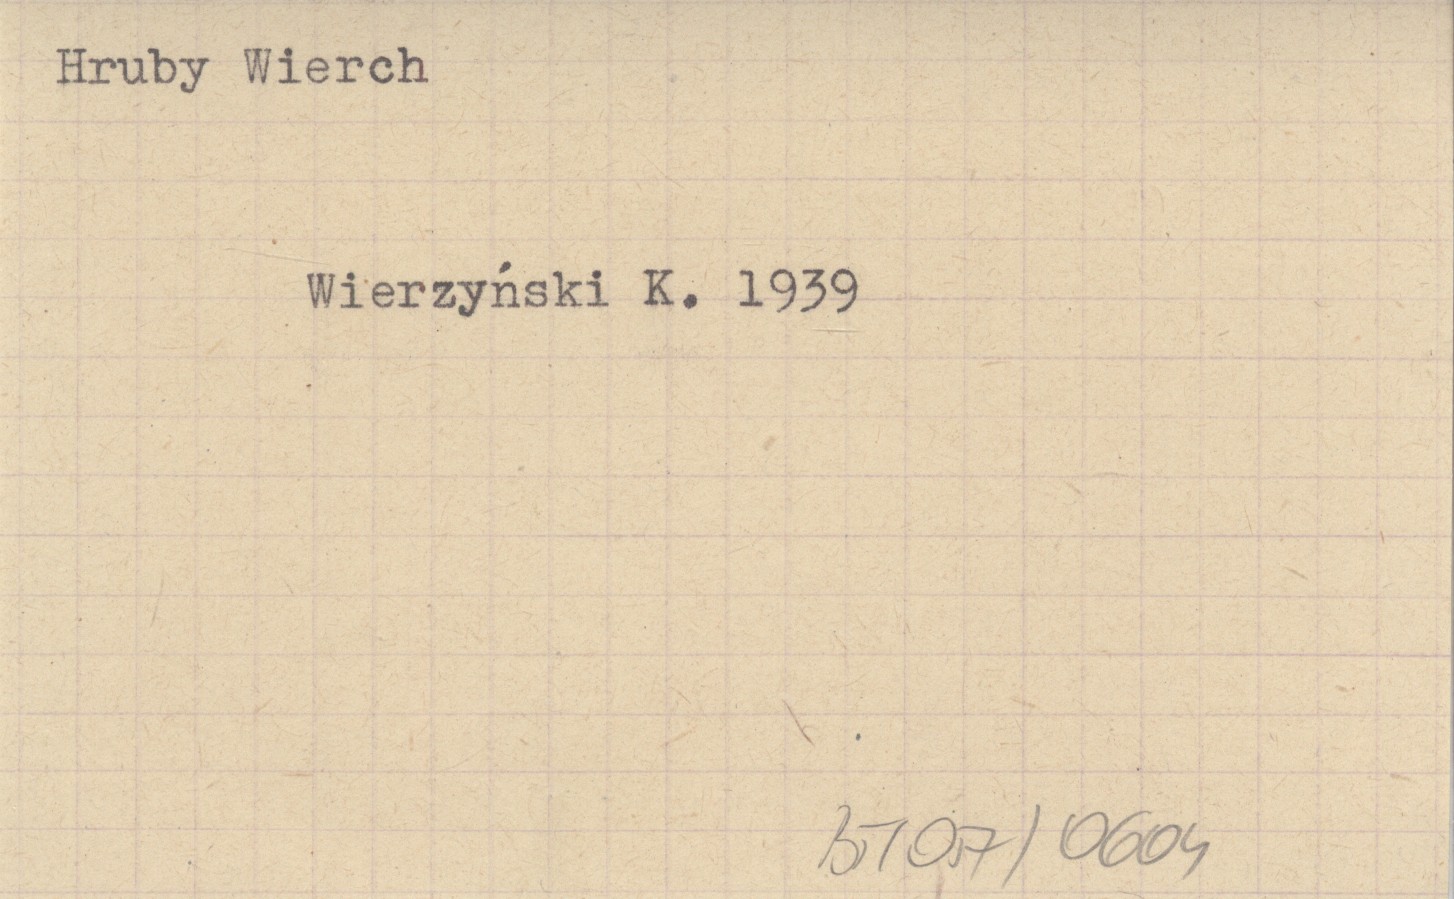 Hruby Wierch
Wierzyński K. 1939
BT07/0604